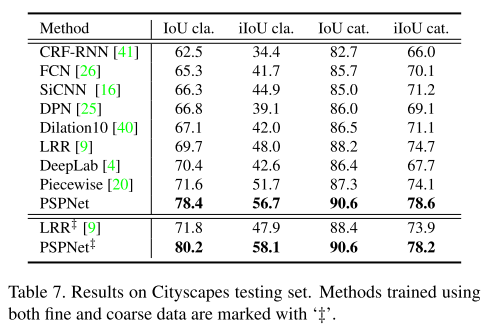 Method IoU cla. iIoU cla. IoU cat. iIoU cat.
CRF-RNN [41] 62.5 34.4 82.7 66.0
FCN [26] 65.3 41.7 85.7 70.1
SiCNN [16] 66.3 44.9 85.0 71.2
DPN [25] 66.8 39.1 86.0 69.1
Dilation10 [40] 67.1 42.0 86.5 71.1
LRR [9] 69.7 48.0 88.2 74.7
DeepLab [4] 70.4 42.6 86.4 67.7
Piecewise [20] 71.6 51.7 87.3 74.1
PSPNet 78.4 56.7 90.6 78.6
LRR‡ [9] 71.8 47.9 88.4 73.9
PSPNet‡ 80.2 58.1 90.6 78.2
Table 7. Results on Cityscapes testing set. Methods trained using
both fine and coarse data are marked with ‘‡’.